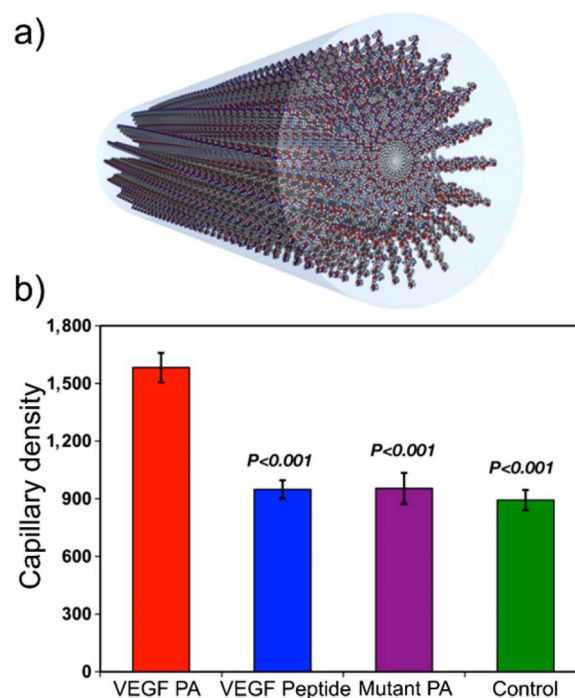 a)
b)
Capillary density
1,800
1,500
1,200
900
600
300
0
P<0.001
P<0.001
P<0.001
VEGF PA
VEGF Peptide
Mutant PA
Control